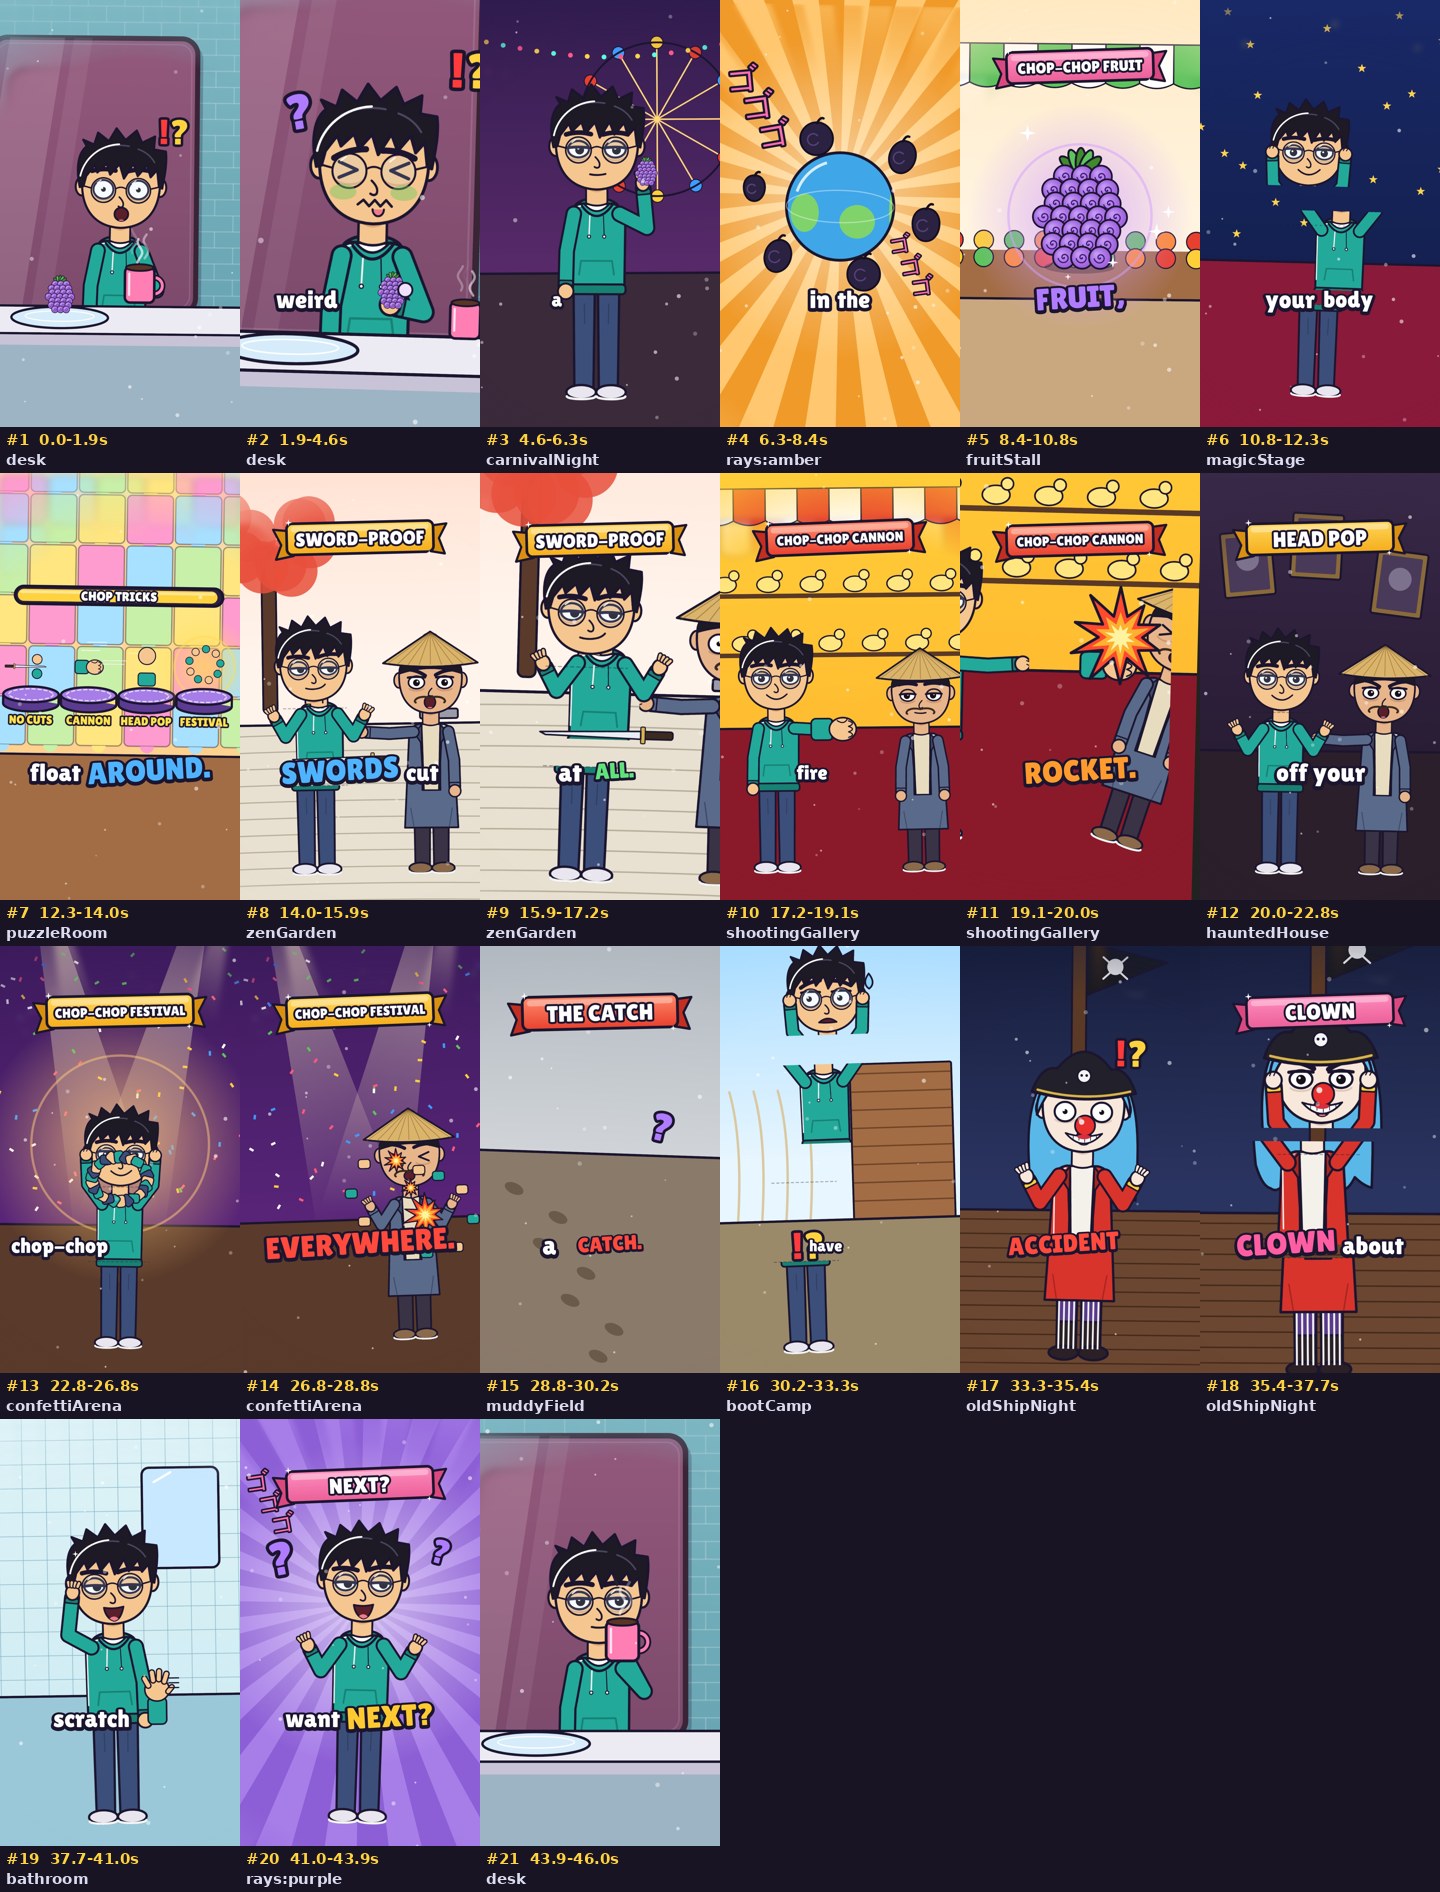 !?
#1 0.0-1.9s
desk
?
!?
weird
#2 1.9-4.6s
desk
a
#3 4.6-6.3s
carnivalNight
ゴゴゴ
ゴゴゴゴ
in the
#4 6.3-8.4s
rays:amber
CHOP-CHOP FRUIT
FRUIT,
#5 8.4-10.8s
fruitStall
your body
#6 10.8-12.3s
magicStage
CHOP TRICKS
NO CUTS
CANNON
HEAD POP
FESTIVAL
float AROUND.
#7 12.3-14.0s
puzzleRoom
SWORD-PROOF
SWORDS cut
#8 14.0-15.9s
zenGarden
SWORD-PROOF
at ALL.
#9 15.9-17.2s
zenGarden
CHOP-CHOP CANNON
fire
#10 17.2-19.1s
shootingGallery
CHOP-CHOP CANNON
ROCKET.
#11 19.1-20.0s
shootingGallery
HEAD POP
off your
#12 20.0-22.8s
hauntedHouse
CHOP-CHOP FESTIVAL
chop-chop
#13 22.8-26.8s
confettiArena
CHOP-CHOP FESTIVAL
EVERYWHERE.
#14 26.8-28.8s
confettiArena
THE CATCH
?
a CATCH.
#15 28.8-30.2s
muddyField
!?
have
#16 30.2-33.3s
bootCamp
!?
ACCIDENT
#17 33.3-35.4s
oldShipNight
CLOWN
CLOWN about
#18 35.4-37.7s
oldShipNight
scratch
#19 37.7-41.0s
bathroom
NEXT?
ゴゴゴ
?
?
want NEXT?
#20 41.0-43.9s
rays:purple
#21 43.9-46.0s
desk